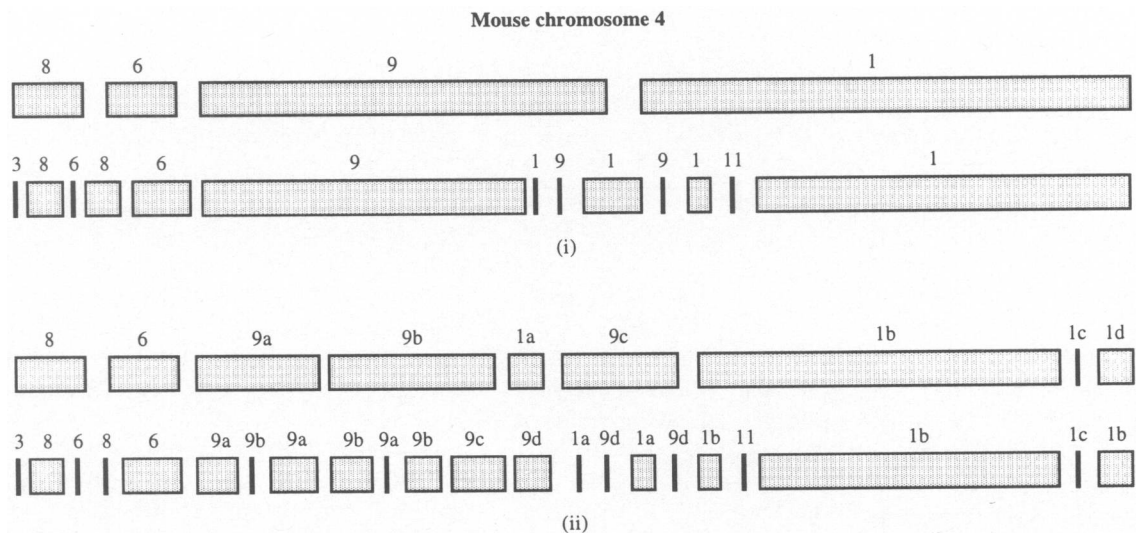 Mouse chromosome 4
8 6 9 1
3 8 6 8 6 9 1 9 1 9 1 11 1
(i)
8 6 9a 9b 1a 9c 1b 1c 1d
3 8 6 8 6 9a 9b 9a 9b 9a 9b 9c 9d 1a 9d 1a 9d 1b 11 1b 1c 1b
(ii)